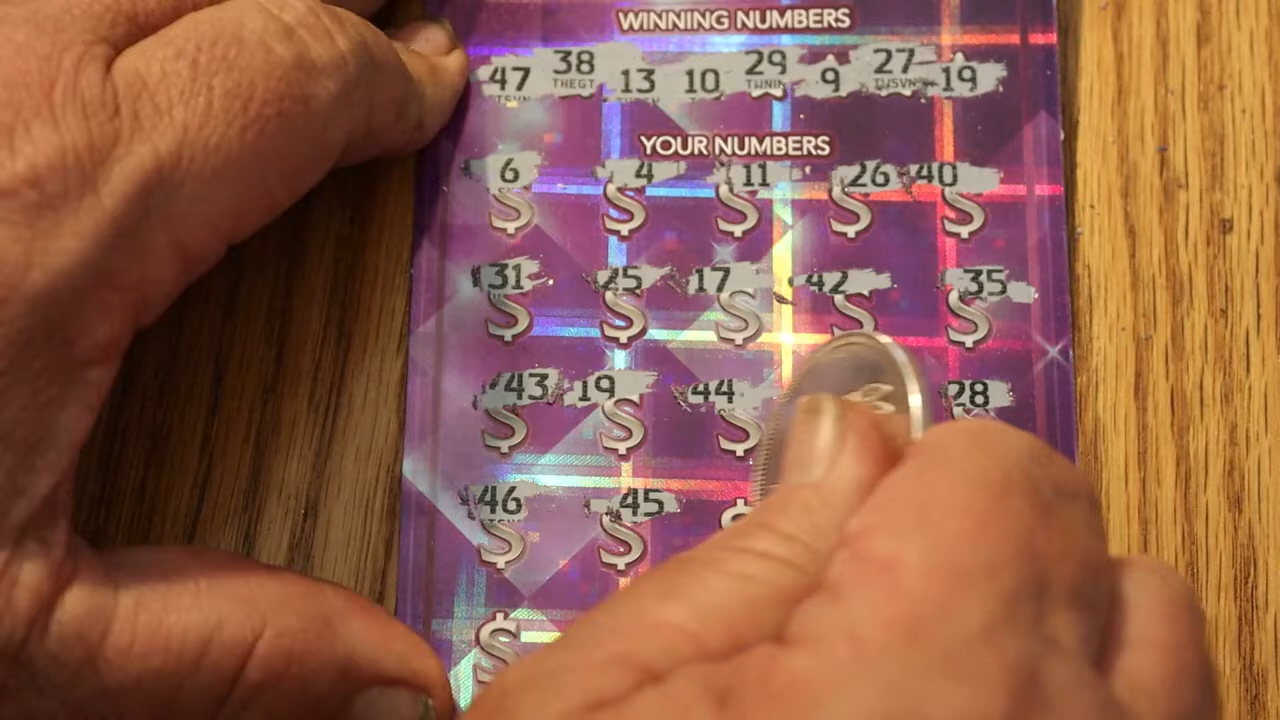 WINNING NUMBERS
47 38 13 10 29 9 27 19
THEGT TWNIN TWSVN
YOUR NUMBERS
6 4 11 26 40
$ $ $ $ $
31 25 17 42 35
$ $ $ $ $
43 19 44 28
$ $ $
46 45
$ $ $
$